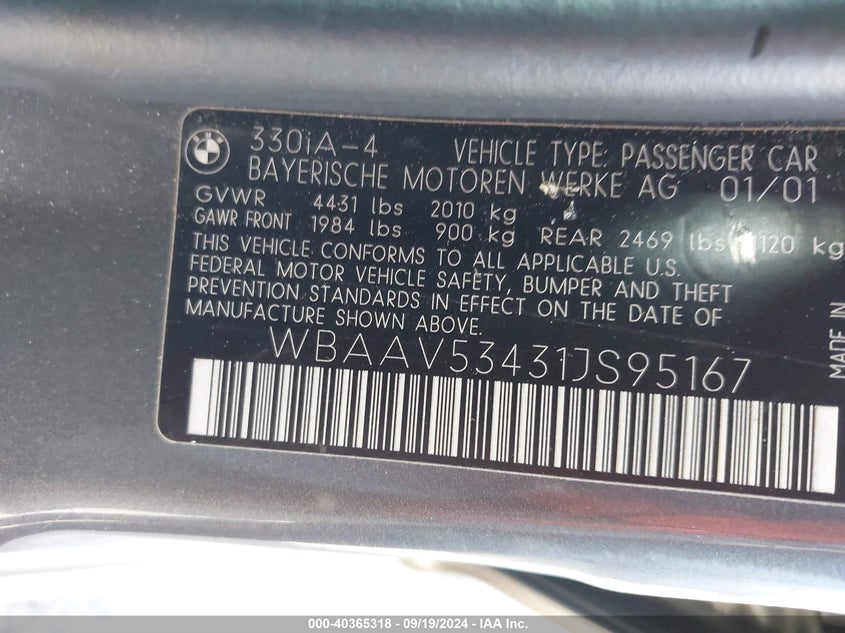 BMW
330iA-4 VEHICLE TYPE: PASSENGER CAR
BAYERISCHE MOTOREN WERKE AG 01/01
GVWR 4431 lbs 2010 kg
GAWR FRONT 1984 lbs 900 kg REAR 2469 lbs 1120 kg
THIS VEHICLE CONFORMS TO ALL APPLICABLE U.S.
FEDERAL MOTOR VEHICLE SAFETY, BUMPER AND THEFT
PREVENTION STANDARDS IN EFFECT ON THE DATE OF
MANUFACTURE SHOWN ABOVE.
WBAAV53431JS95167
MADE IN
000-40365318 - 09/19/2024 - IAA Inc.